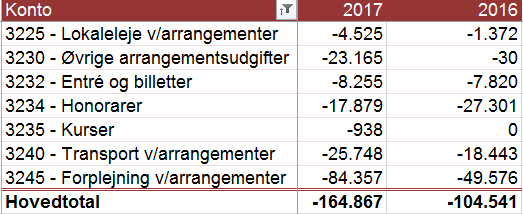 Konto 2017 2016
3225 - Lokaleleje v/arrangementer -4.525 -1.372
3230 - Øvrige arrangementsudgifter -23.165 -30
3232 - Entré og billetter -8.255 -7.820
3234 - Honorarer -17.879 -27.301
3235 - Kurser -938 0
3240 - Transport v/arrangementer -25.748 -18.443
3245 - Forplejning v/arrangementer -84.357 -49.576
Hovedtotal -164.867 -104.541